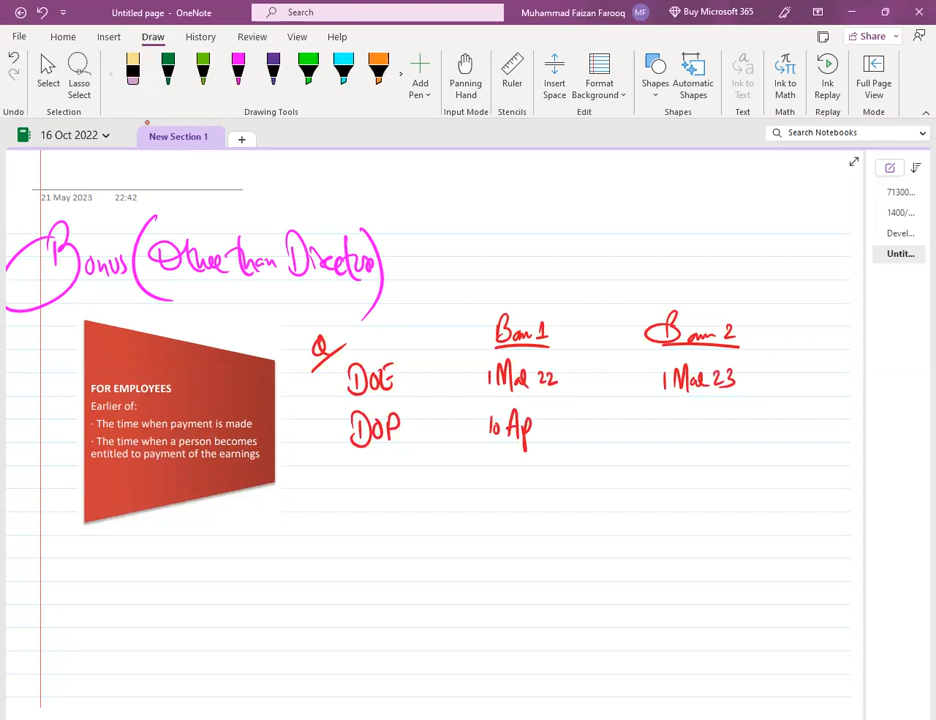 Untitled page - OneNote
Search
Muhammad Faizan Farooq
MF
Buy Microsoft 365
File Home Insert Draw History Review View Help
Share
Undo
Select
Lasso Select
Add Pen
Panning Hand
Ruler
Insert Space
Format Background
Shapes
Automatic Shapes
Ink to Text
Ink to Math
Ink Replay
Full Page View
Undo Selection Drawing Tools Input Mode Pages Shapes Text Math Replay Mode
16 Oct 2022
New Section 1
Search Notebooks
21 May 2023 22:42
71300...
1400/...
Devel...
Untit...
Bonus (Other than Director)
Q
FOR EMPLOYEES
Earlier of:
· The time when payment is made
· The time when a person becomes
entitled to payment of the earnings
1
2
DOE 1 Mar 22 1 Mar 23
DOP 10 Ap